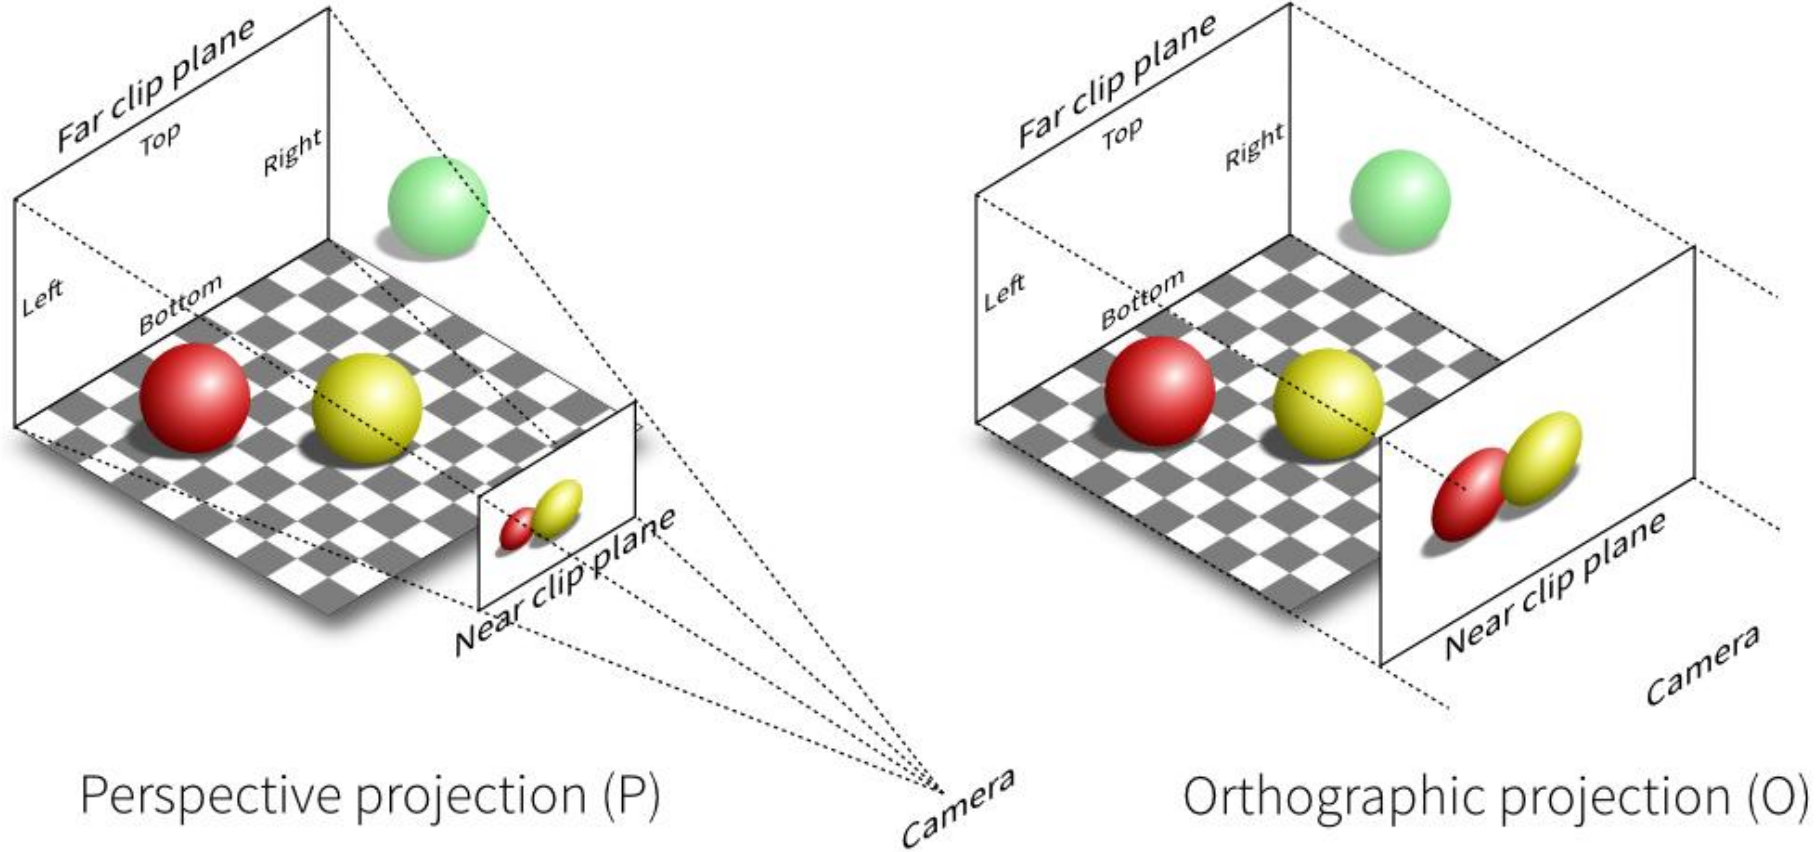 Far clip plane
Top
Right
Left
Bottom
Near clip plane
Camera
Perspective projection (P)
Far clip plane
Top
Right
Left
Bottom
Near clip plane
Camera
Orthographic projection (O)